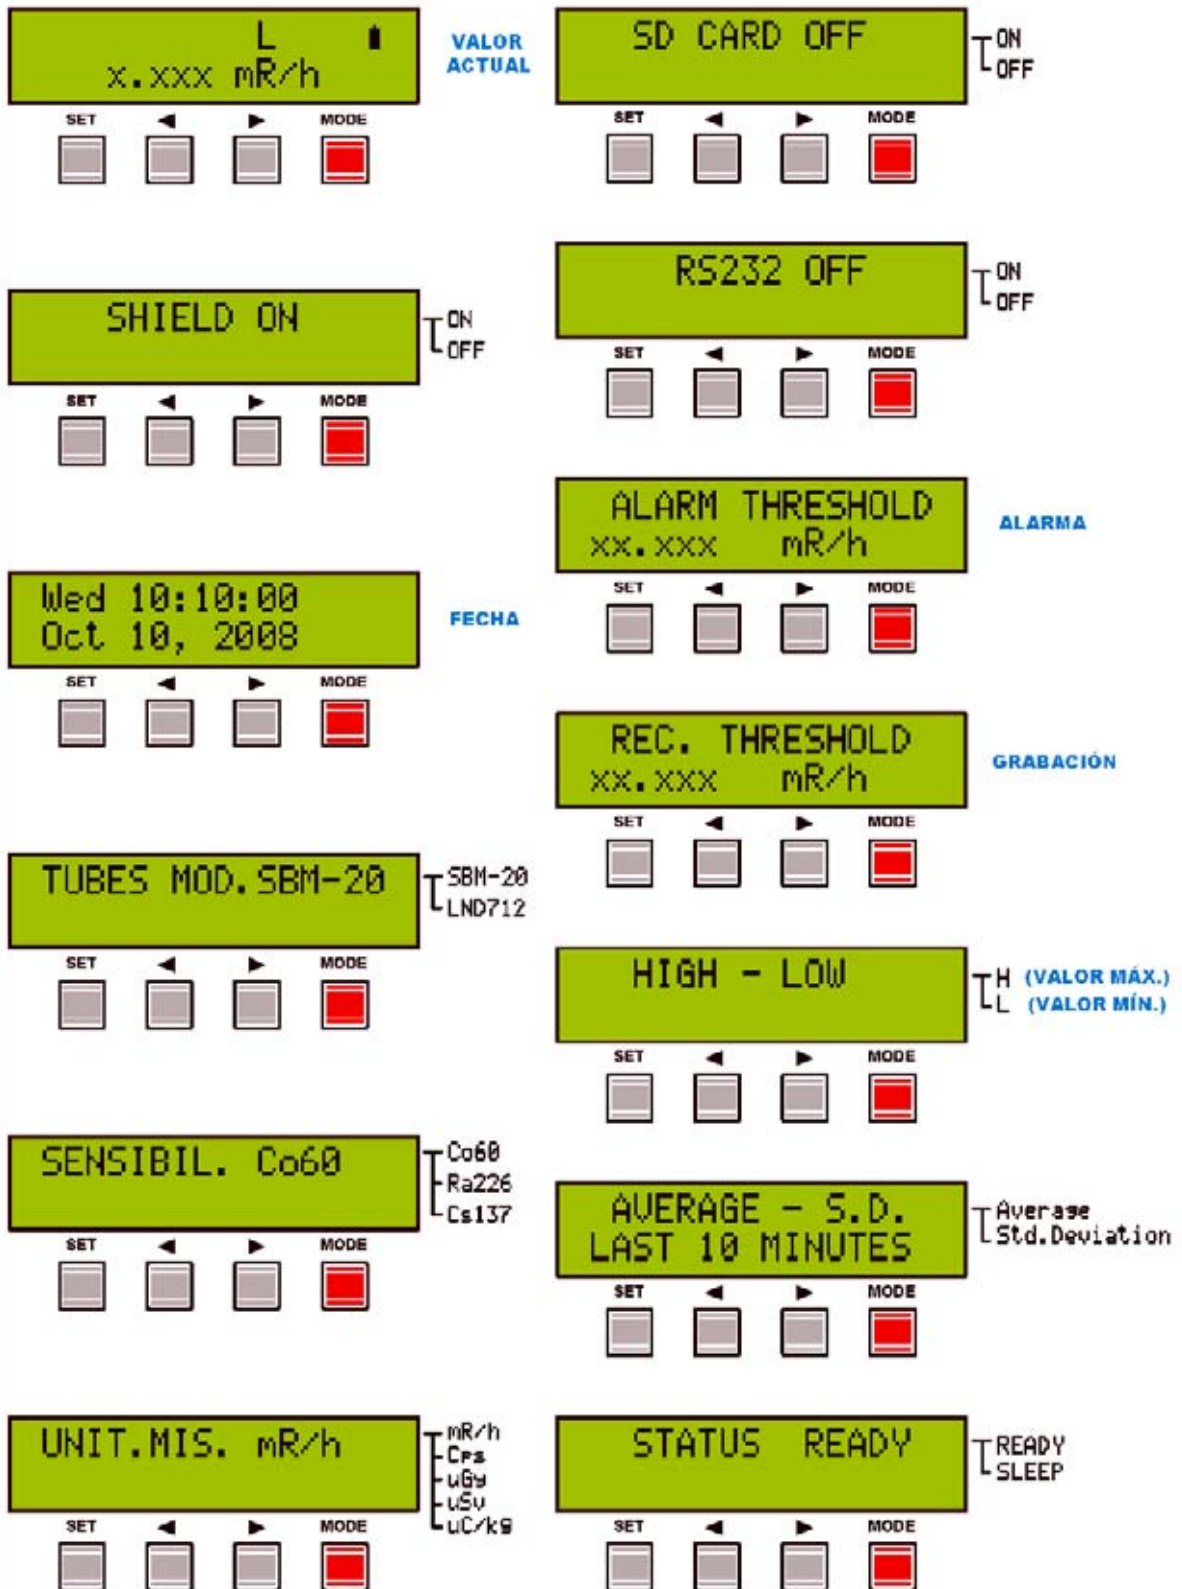 L
x.xxx mR/h
VALOR
ACTUAL
SET ◄ ► MODE
SHIELD ON
ON
OFF
SET ◄ ► MODE
Wed 10:10:00
Oct 10, 2008
FECHA
SET ◄ ► MODE
TUBES MOD.SBM-20
SBM-20
LND712
SET ◄ ► MODE
SENSIBIL. Co60
Co60
Ra226
Cs137
SET ◄ ► MODE
UNIT.MIS. mR/h
mR/h
Cps
uGy
uSv
uC/kg
SET ◄ ► MODE
SD CARD OFF
ON
OFF
SET ◄ ► MODE
RS232 OFF
ON
OFF
SET ◄ ► MODE
ALARM THRESHOLD
xx.xxx mR/h
ALARMA
SET ◄ ► MODE
REC. THRESHOLD
xx.xxx mR/h
GRABACIÓN
SET ◄ ► MODE
HIGH - LOW
H (VALOR MÁX.)
L (VALOR MÍN.)
SET ◄ ► MODE
AVERAGE - S.D.
LAST 10 MINUTES
Average
Std.Deviation
SET ◄ ► MODE
STATUS READY
READY
SLEEP
SET ◄ ► MODE